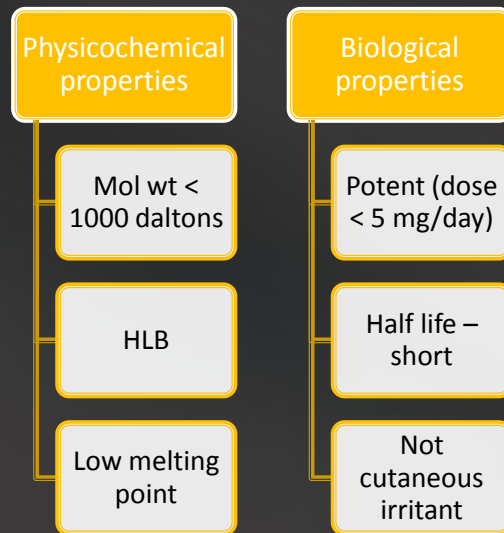 Physicochemical
properties
Mol wt <
1000 daltons
HLB
Low melting
point
Biological
properties
Potent (dose
< 5 mg/day)
Half life –
short
Not
cutaneous
irritant